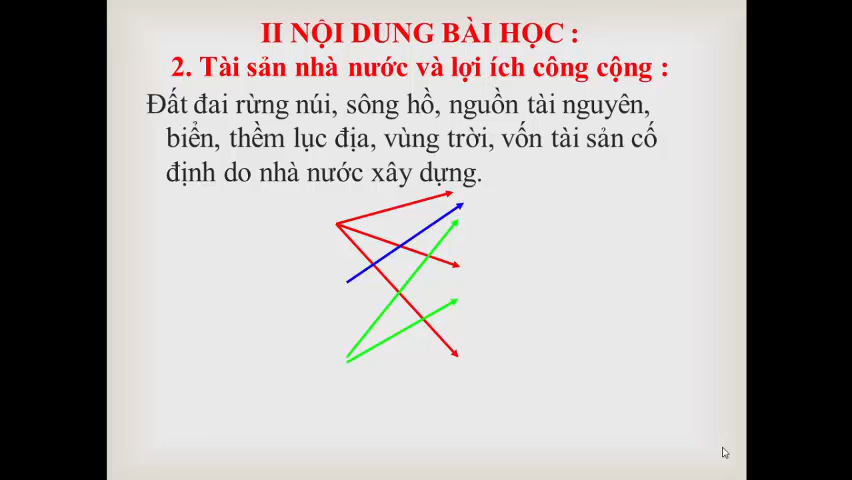 II NỘI DUNG BÀI HỌC :
2. Tài sản nhà nước và lợi ích công cộng :
Đất đai rừng núi, sông hồ, nguồn tài nguyên,
biển, thềm lục địa, vùng trời, vốn tài sản cố
định do nhà nước xây dựng.